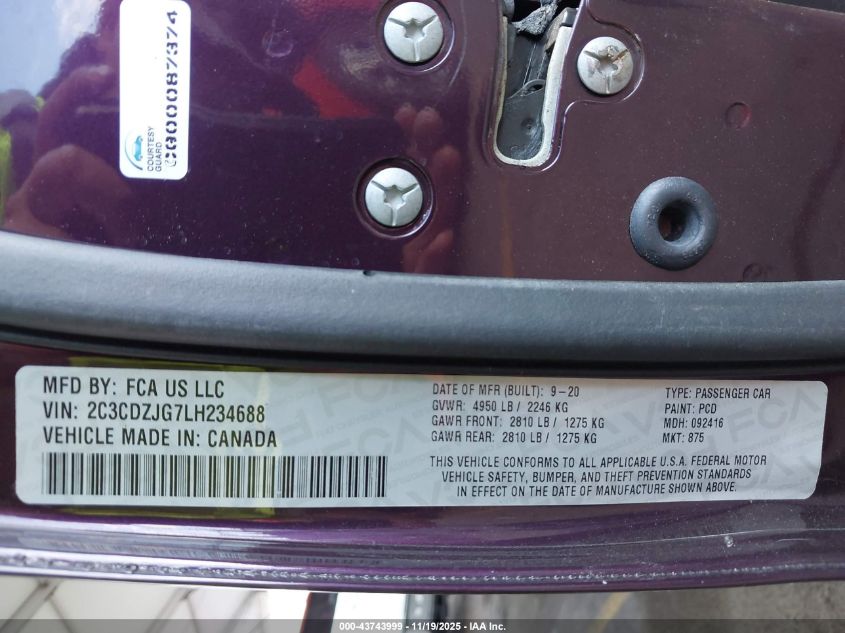 COURTESY
GUARD
MFD BY: FCA US LLC
VIN: 2C3CDZJG7LH234688
VEHICLE MADE IN: CANADA
DATE OF MFR (BUILT): 9-20
GVWR: 4950 LB / 2246 KG
GAWR FRONT: 2810 LB / 1275 KG
GAWR REAR: 2810 LB / 1275 KG
TYPE: PASSENGER CAR
PAINT: PCD
MDH: 092416
MKT: 875
THIS VEHICLE CONFORMS TO ALL APPLICABLE U.S.A. FEDERAL MOTOR
VEHICLE SAFETY, BUMPER, AND THEFT PREVENTION STANDARDS
IN EFFECT ON THE DATE OF MANUFACTURE SHOWN ABOVE.
000-43743999 - 11/19/2025 - IAA Inc.